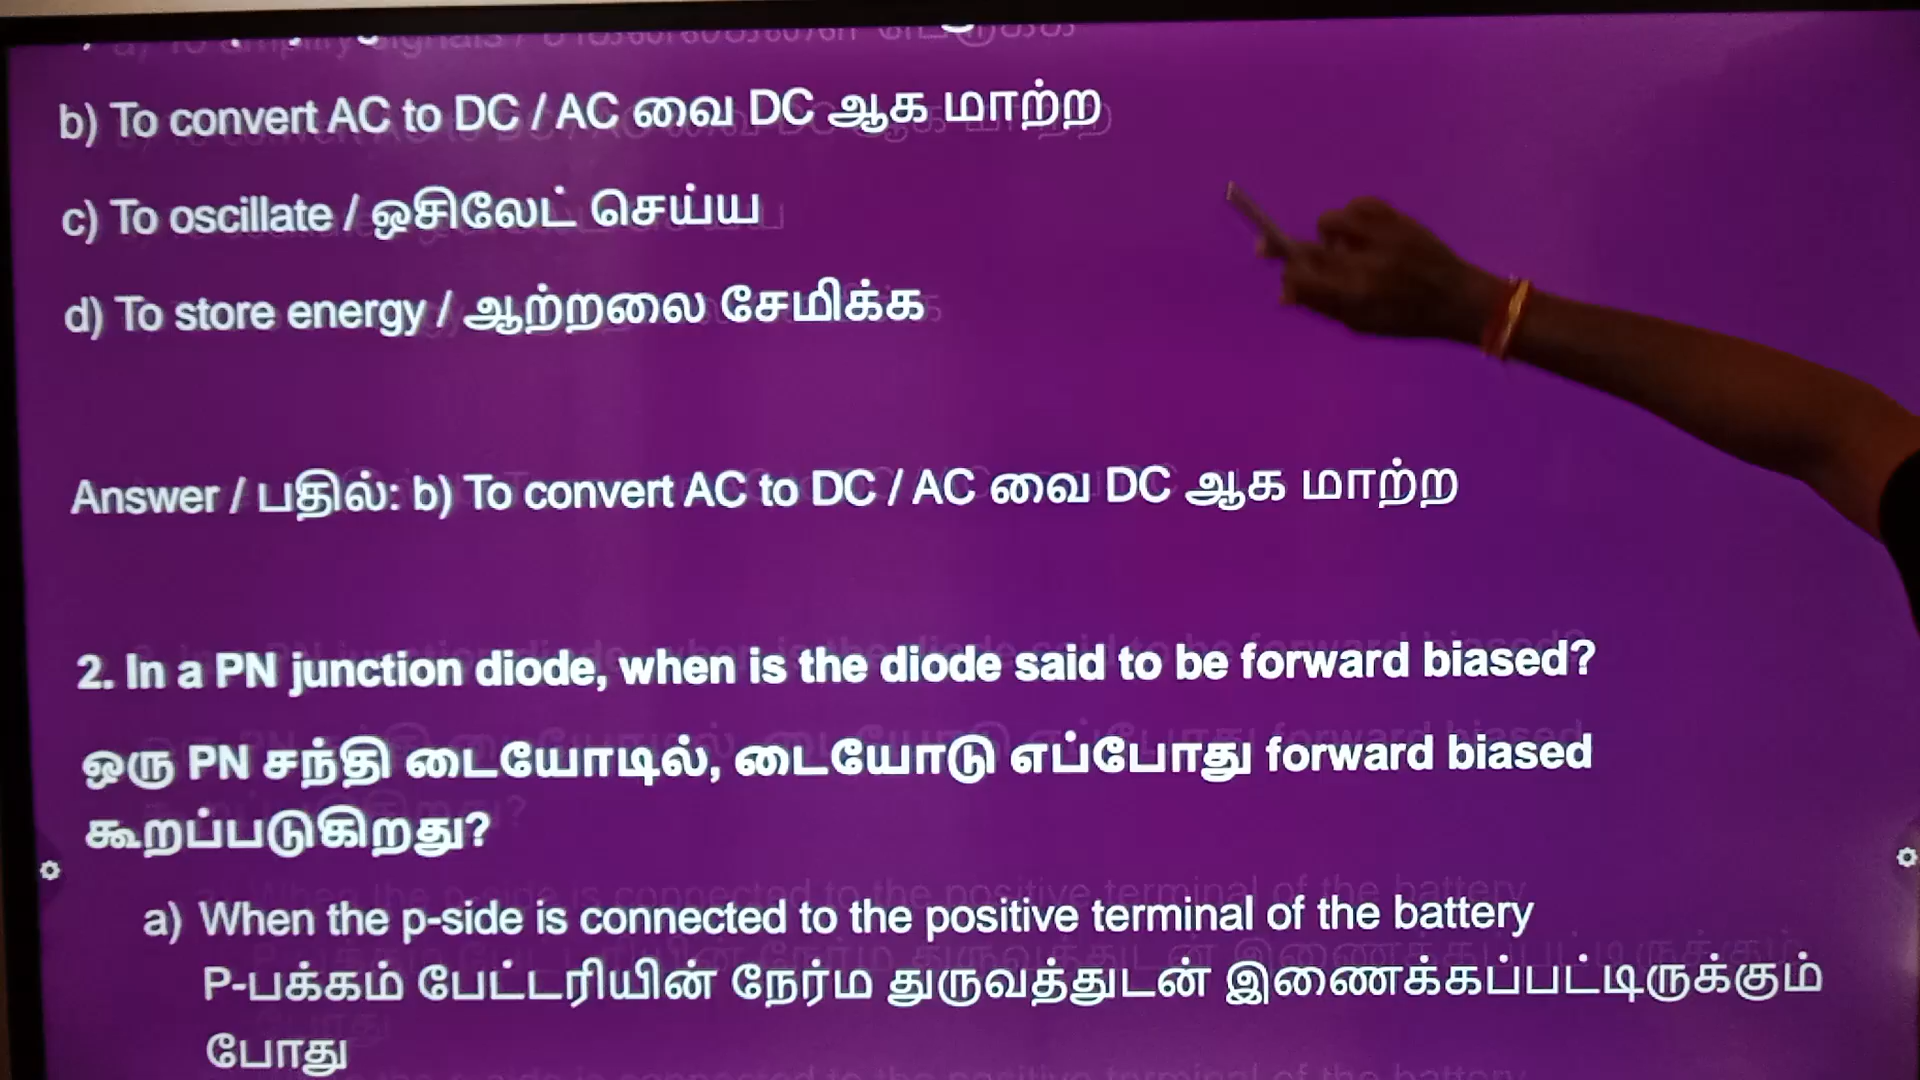 a) To amplify signals /
b) To convert AC to DC / AC வை DC ஆக மாற்ற
c) To oscillate / ஒசிலேட் செய்ய
d) To store energy / ஆற்றலை சேமிக்க
Answer / பதில்: b) To convert AC to DC / AC வை DC ஆக மாற்ற
2. In a PN junction diode, when is the diode said to be forward biased?
ஒரு PN சந்தி டையோடில், டையோடு எப்போது forward biased
கூறப்படுகிறது?
a) When the p-side is connected to the positive terminal of the battery
P-பக்கம் பேட்டரியின் நேர்ம துருவத்துடன் இணைக்கப்பட்டிருக்கும்
போது